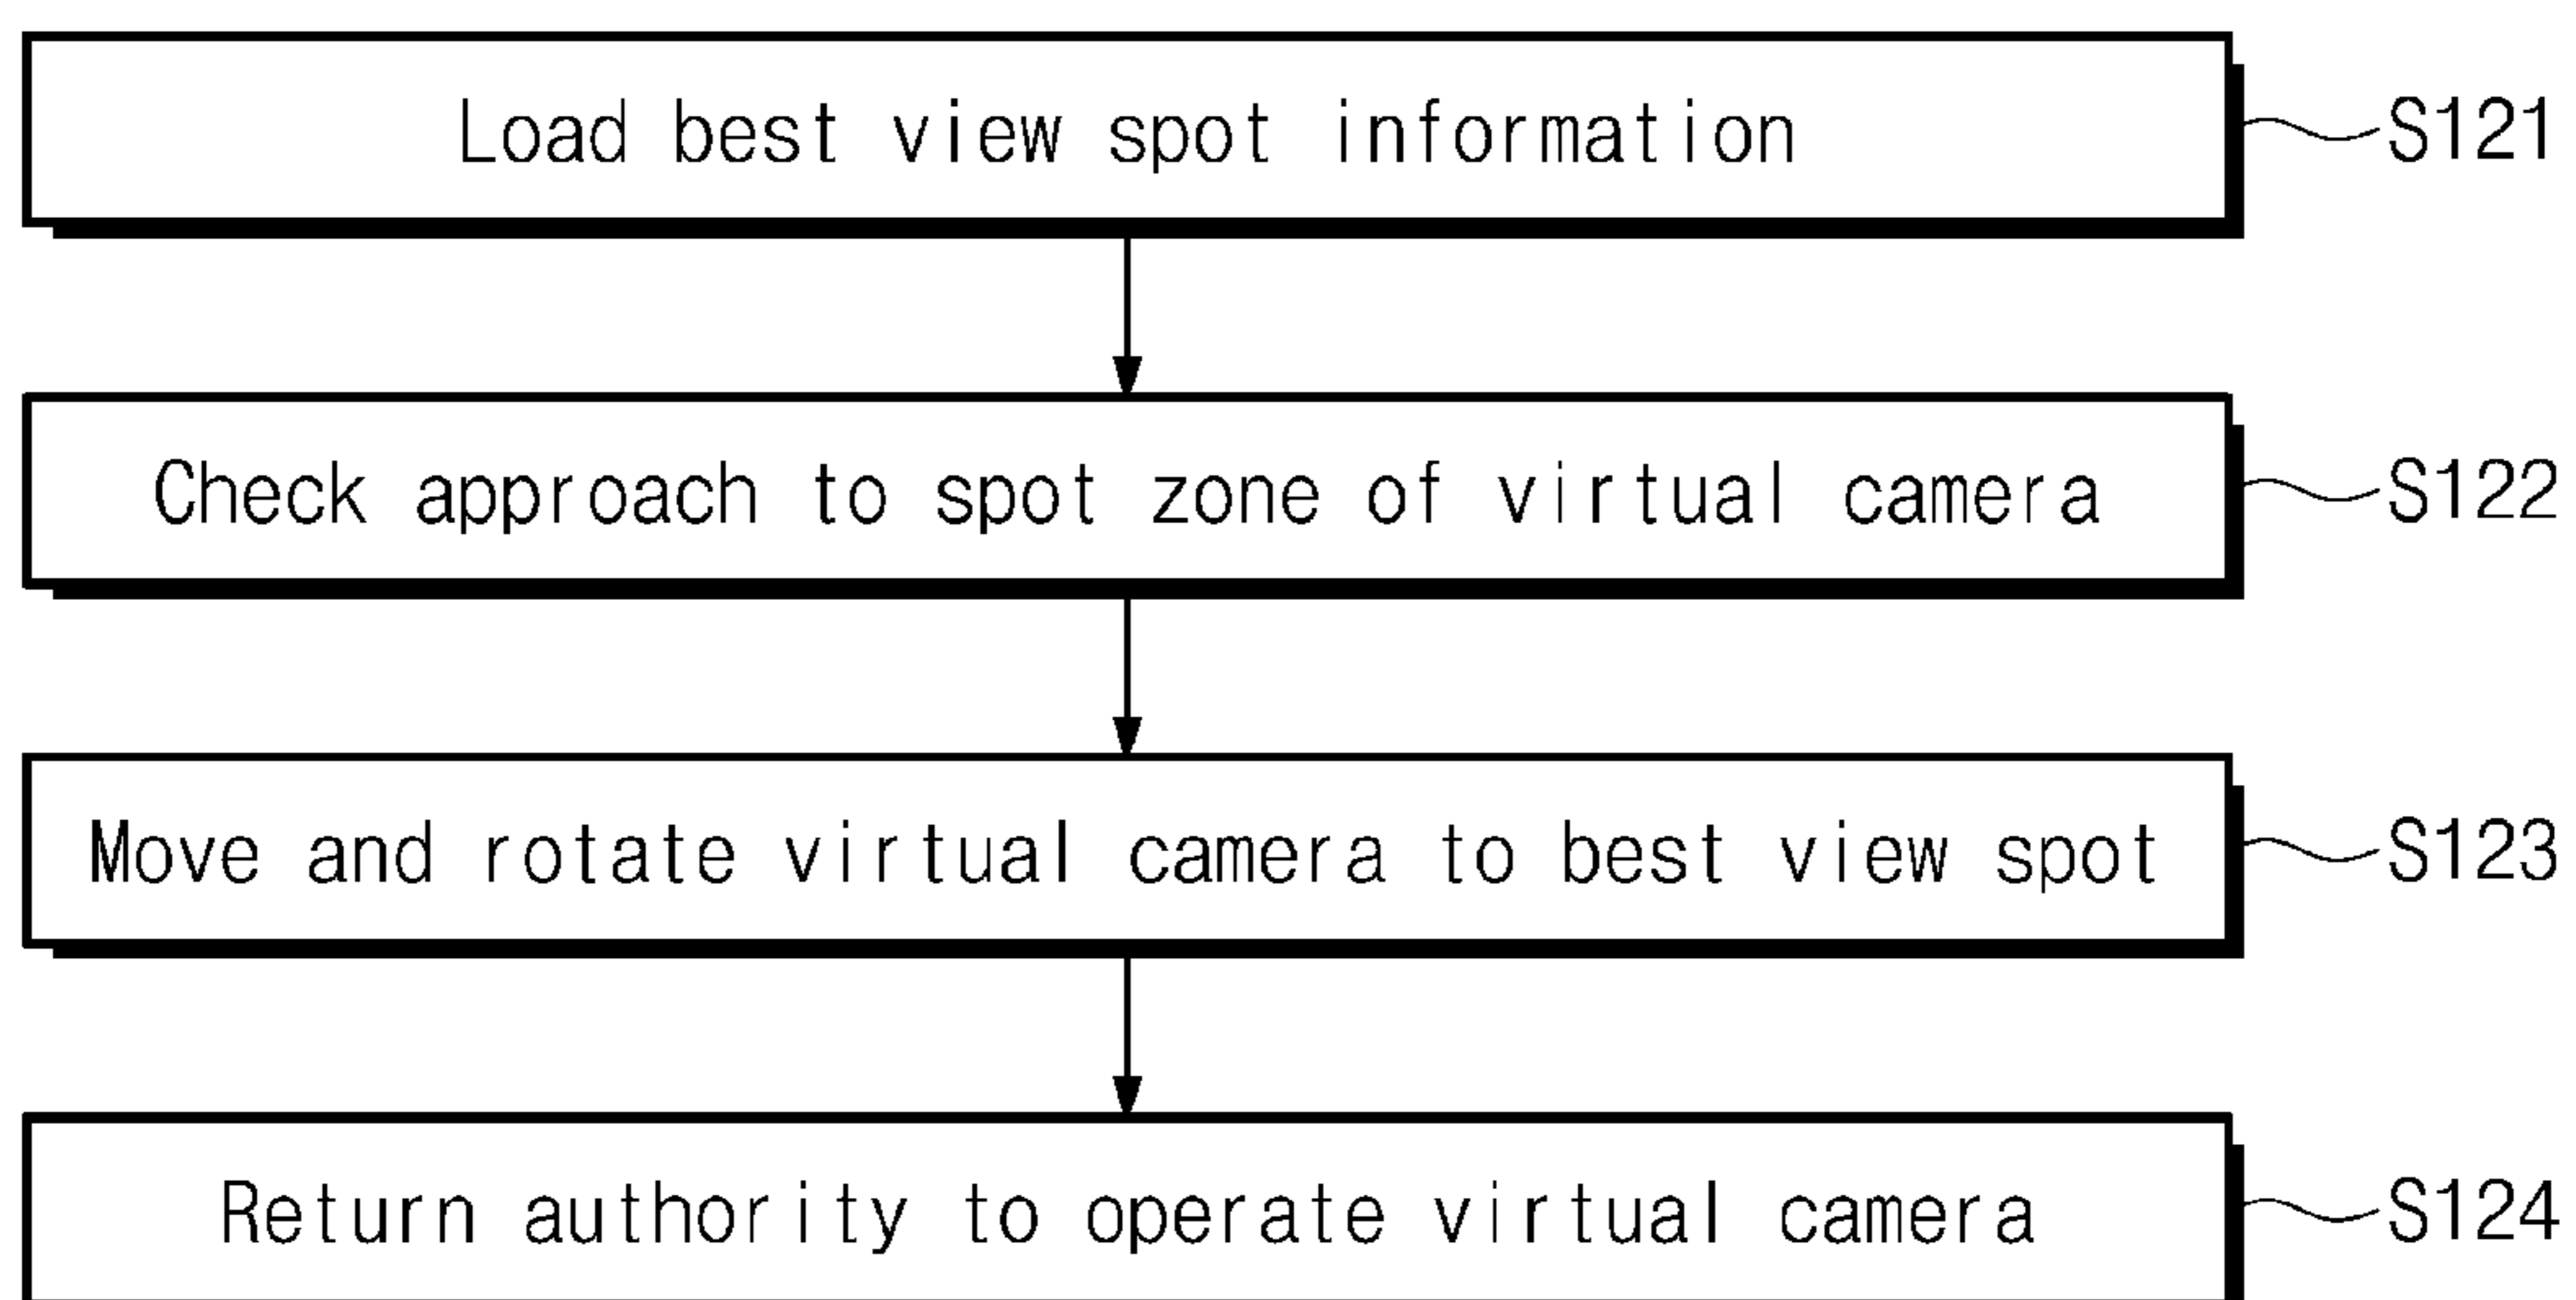 Load best view spot information S121
Check approach to spot zone of virtual camera S122
Move and rotate virtual camera to best view spot S123
Return authority to operate virtual camera S124